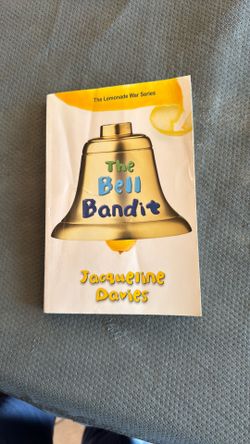 The Lemonade War Series
The
Bell
Bandit
Jacqueline
Davies